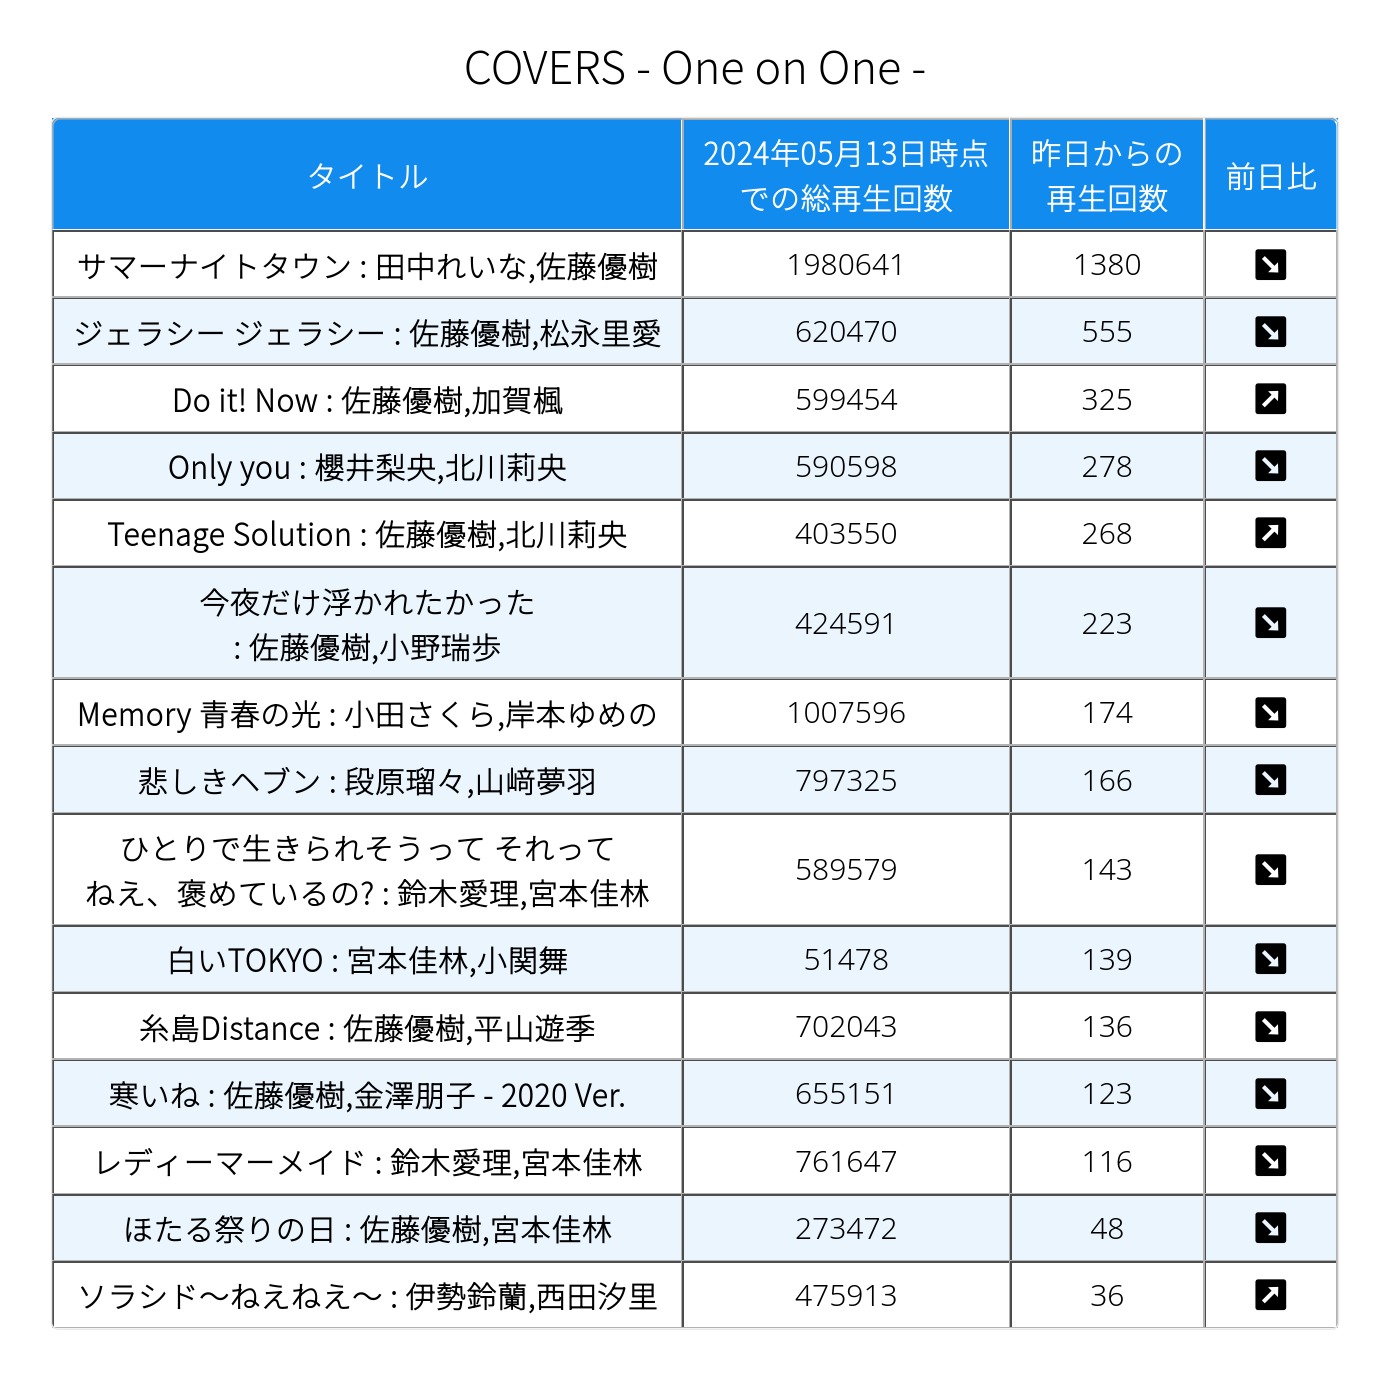 COVERS - One on One -
タイトル
2024年05月13日時点
での総再生回数
昨日からの
再生回数
前日比
サマーナイトタウン : 田中れいな,佐藤優樹
1980641
1380
ジェラシー ジェラシー : 佐藤優樹,松永里愛
620470
555
Do it! Now : 佐藤優樹,加賀楓
599454
325
Only you : 櫻井梨央,北川莉央
590598
278
Teenage Solution : 佐藤優樹,北川莉央
403550
268
今夜だけ浮かれたかった
: 佐藤優樹,小野瑞歩
424591
223
Memory 青春の光 : 小田さくら,岸本ゆめの
1007596
174
悲しきヘブン : 段原瑠々,山﨑夢羽
797325
166
ひとりで生きられそうって それって
ねえ、褒めているの? : 鈴木愛理,宮本佳林
589579
143
白いTOKYO : 宮本佳林,小関舞
51478
139
糸島Distance : 佐藤優樹,平山遊季
702043
136
寒いね : 佐藤優樹,金澤朋子 - 2020 Ver.
655151
123
レディーマーメイド : 鈴木愛理,宮本佳林
761647
116
ほたる祭りの日 : 佐藤優樹,宮本佳林
273472
48
ソラシド〜ねえねえ〜 : 伊勢鈴蘭,西田汐里
475913
36